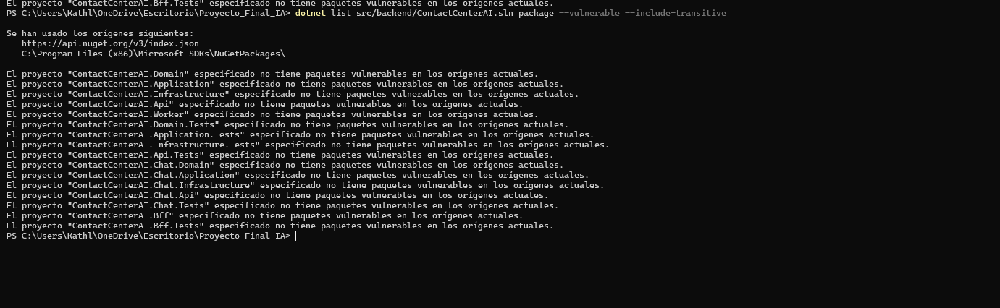 El proyecto "ContactCenterAI.Bff.Tests" especificado no tiene paquetes vulnerables en los orígenes actuales.
PS C:\Users\Kathl\OneDrive\Escritorio\Proyecto_Final_IA> dotnet list src/backend/ContactCenterAI.sln package --vulnerable --include-transitive
Se han usado los orígenes siguientes:
https://api.nuget.org/v3/index.json
C:\Program Files (x86)\Microsoft SDKs\NuGetPackages\
El proyecto "ContactCenterAI.Domain" especificado no tiene paquetes vulnerables en los orígenes actuales.
El proyecto "ContactCenterAI.Application" especificado no tiene paquetes vulnerables en los orígenes actuales.
El proyecto "ContactCenterAI.Infrastructure" especificado no tiene paquetes vulnerables en los orígenes actuales.
El proyecto "ContactCenterAI.Api" especificado no tiene paquetes vulnerables en los orígenes actuales.
El proyecto "ContactCenterAI.Worker" especificado no tiene paquetes vulnerables en los orígenes actuales.
El proyecto "ContactCenterAI.Domain.Tests" especificado no tiene paquetes vulnerables en los orígenes actuales.
El proyecto "ContactCenterAI.Application.Tests" especificado no tiene paquetes vulnerables en los orígenes actuales.
El proyecto "ContactCenterAI.Infrastructure.Tests" especificado no tiene paquetes vulnerables en los orígenes actuales.
El proyecto "ContactCenterAI.Api.Tests" especificado no tiene paquetes vulnerables en los orígenes actuales.
El proyecto "ContactCenterAI.Chat.Domain" especificado no tiene paquetes vulnerables en los orígenes actuales.
El proyecto "ContactCenterAI.Chat.Application" especificado no tiene paquetes vulnerables en los orígenes actuales.
El proyecto "ContactCenterAI.Chat.Infrastructure" especificado no tiene paquetes vulnerables en los orígenes actuales.
El proyecto "ContactCenterAI.Chat.Api" especificado no tiene paquetes vulnerables en los orígenes actuales.
El proyecto "ContactCenterAI.Chat.Tests" especificado no tiene paquetes vulnerables en los orígenes actuales.
El proyecto "ContactCenterAI.Bff" especificado no tiene paquetes vulnerables en los orígenes actuales.
El proyecto "ContactCenterAI.Bff.Tests" especificado no tiene paquetes vulnerables en los orígenes actuales.
PS C:\Users\Kathl\OneDrive\Escritorio\Proyecto_Final_IA>